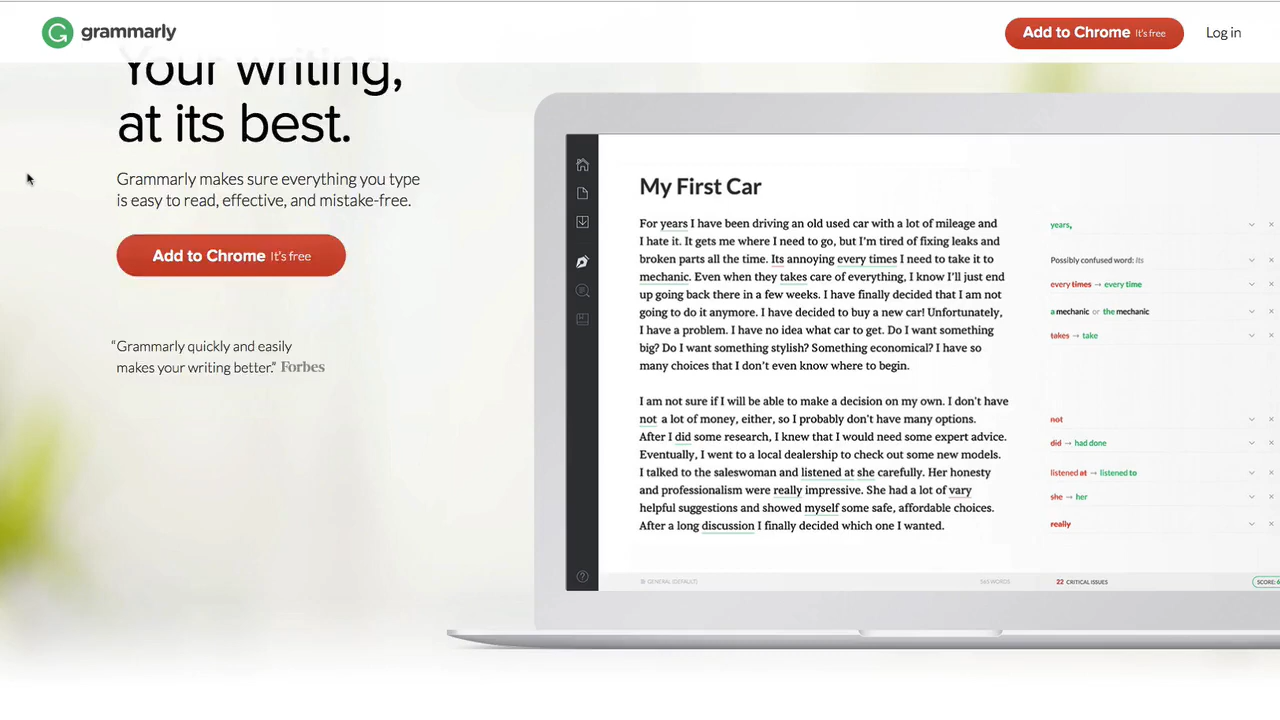 grammarly
Add to Chrome It's free
Log in
Your writing,
at its best.
Grammarly makes sure everything you type
is easy to read, effective, and mistake-free.
Add to Chrome It's free
“Grammarly quickly and easily
makes your writing better.” Forbes
My First Car
For years I have been driving an old used car with a lot of mileage and
I hate it. It gets me where I need to go, but I'm tired of fixing leaks and
broken parts all the time. Its annoying every times I need to take it to
mechanic. Even when they takes care of everything, I know I'll just end
up going back there in a few weeks. I have finally decided that I am not
going to do it anymore. I have decided to buy a new car! Unfortunately,
I have a problem. I have no idea what car to get. Do I want something
big? Do I want something stylish? Something economical? I have so
many choices that I don't even know where to begin.
I am not sure if I will be able to make a decision on my own. I don't have
not a lot of money, either, so I probably don't have many options.
After I did some research, I knew that I would need some expert advice.
Eventually, I went to a local dealership to check out some new models.
I talked to the saleswoman and listened at she carefully. Her honesty
and professionalism were really impressive. She had a lot of vary
helpful suggestions and showed myself some safe, affordable choices.
After a long discussion I finally decided which one I wanted.
years,
Possibly confused word: Its
every times → every time
a mechanic or the mechanic
takes → take
not
did → had done
listened at → listened to
she → her
really
GENERAL (DEFAULT)
565 WORDS
22 CRITICAL ISSUES
SCORE: 6